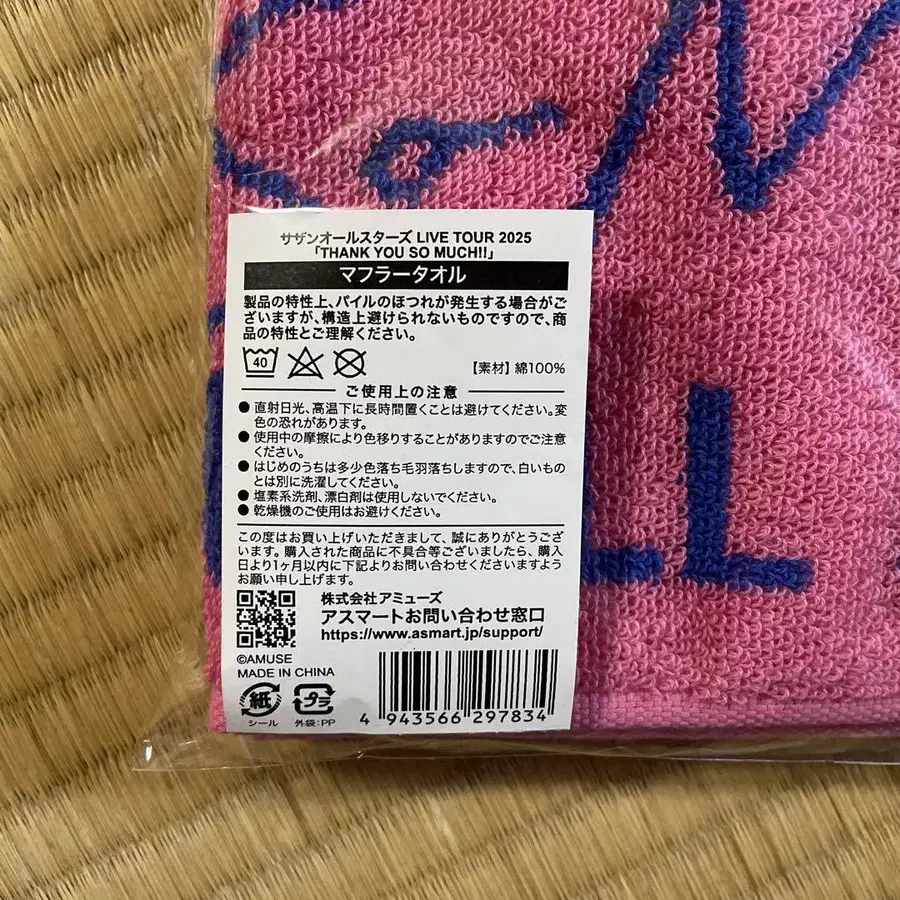 サザンオールスターズ LIVE TOUR 2025
「THANK YOU SO MUCH!!」
マフラータオル
製品の特性上、パイルのほつれが発生する場合がご
ざいますが、構造上避けられないものですので、商
品の特性とご理解ください。
40
【素材】 綿100%
ご使用上の注意
● 直射日光、高温下に長時間置くことは避けてください。変
色の恐れがあります。
● 使用中の摩擦により色移りすることがありますのでご注意
ください。
● はじめのうちは多少色落ち毛羽落ちしますので、白いもの
とは別に洗濯してください。
● 塩素系洗剤、漂白剤は使用しないでください。
● 乾燥機のご使用はお避けください。
この度はお買い上げいただきまして、誠にありがとうござ
います。購入された商品に不具合等ございましたら、購入
日より1ヶ月以内に下記よりお問い合わせくださいますよう
お願い申し上げます。
株式会社アミューズ
アスマートお問い合わせ窓口
https://www.asmart.jp/support/
©AMUSE
MADE IN CHINA
紙
シール
プラ
外袋:PP
4 943566 297834